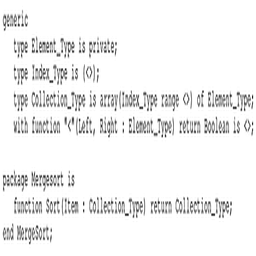 generic
type Element_Type is private;
type Index_Type is (<>);
type Collection_Type is array(Index_Type range <>) of Element_Type;
with function "<"(Left, Right : Element_Type) return Boolean is <>;
package Mergesort is
function Sort(Item : Collection_Type) return Collection_Type;
end MergeSort;